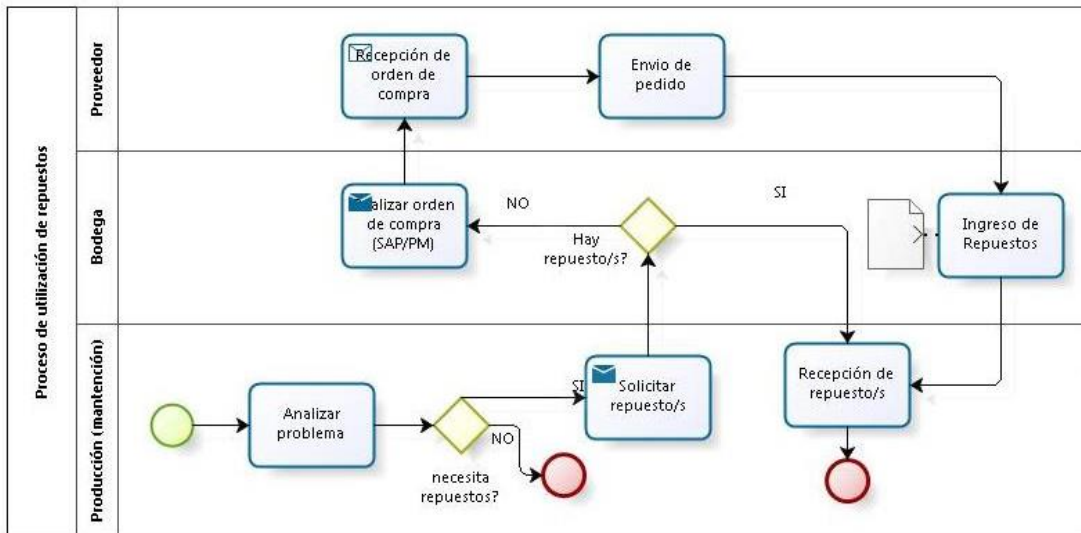 Proceso de utilización de repuestos
Proveedor
Recepción de
orden de
compra
Envio de
pedido
Bodega
alizar orden
de compra
(SAP/PM)
NO
Hay
repuesto/s?
SI
Ingreso de
Repuestos
Producción (mantención)
Analizar
problema
necesita
repuestos?
SI
NO
Solicitar
repuesto/s
Recepción de
repuesto/s